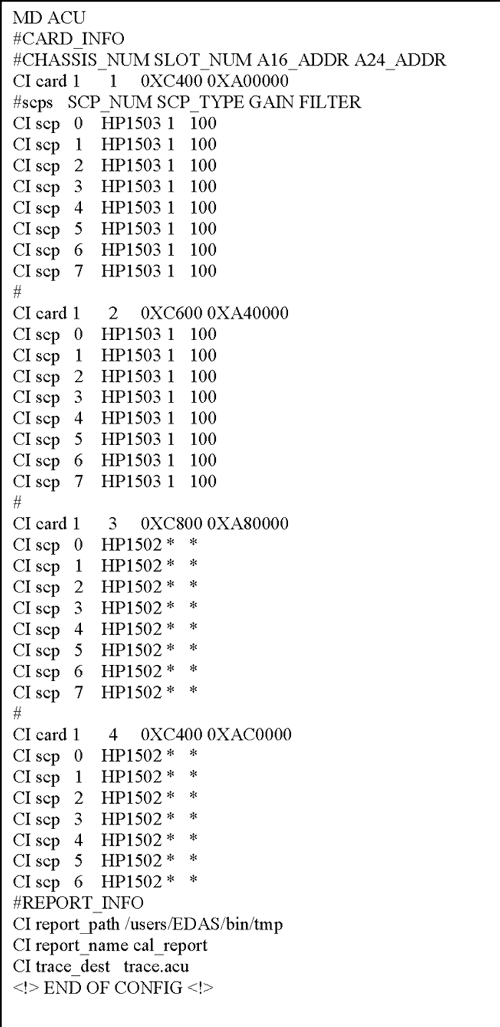 MD ACU
#CARD_INFO
#CHASSIS_NUM SLOT_NUM A16_ADDR A24_ADDR
CI card 1 1 0XC400 0XA00000
#scps SCP_NUM SCP_TYPE GAIN FILTER
CI scp 0 HP1503 1 100
CI scp 1 HP1503 1 100
CI scp 2 HP1503 1 100
CI scp 3 HP1503 1 100
CI scp 4 HP1503 1 100
CI scp 5 HP1503 1 100
CI scp 6 HP1503 1 100
CI scp 7 HP1503 1 100
#
CI card 1 2 0XC600 0XA40000
CI scp 0 HP1503 1 100
CI scp 1 HP1503 1 100
CI scp 2 HP1503 1 100
CI scp 3 HP1503 1 100
CI scp 4 HP1503 1 100
CI scp 5 HP1503 1 100
CI scp 6 HP1503 1 100
CI scp 7 HP1503 1 100
#
CI card 1 3 0XC800 0XA80000
CI scp 0 HP1502 * *
CI scp 1 HP1502 * *
CI scp 2 HP1502 * *
CI scp 3 HP1502 * *
CI scp 4 HP1502 * *
CI scp 5 HP1502 * *
CI scp 6 HP1502 * *
CI scp 7 HP1502 * *
#
CI card 1 4 0XC400 0XAC0000
CI scp 0 HP1502 * *
CI scp 1 HP1502 * *
CI scp 2 HP1502 * *
CI scp 3 HP1502 * *
CI scp 4 HP1502 * *
CI scp 5 HP1502 * *
CI scp 6 HP1502 * *
#REPORT_INFO
CI report_path /users/EDAS/bin/tmp
CI report_name cal_report
CI trace_dest trace.acu
<!> END OF CONFIG <!>